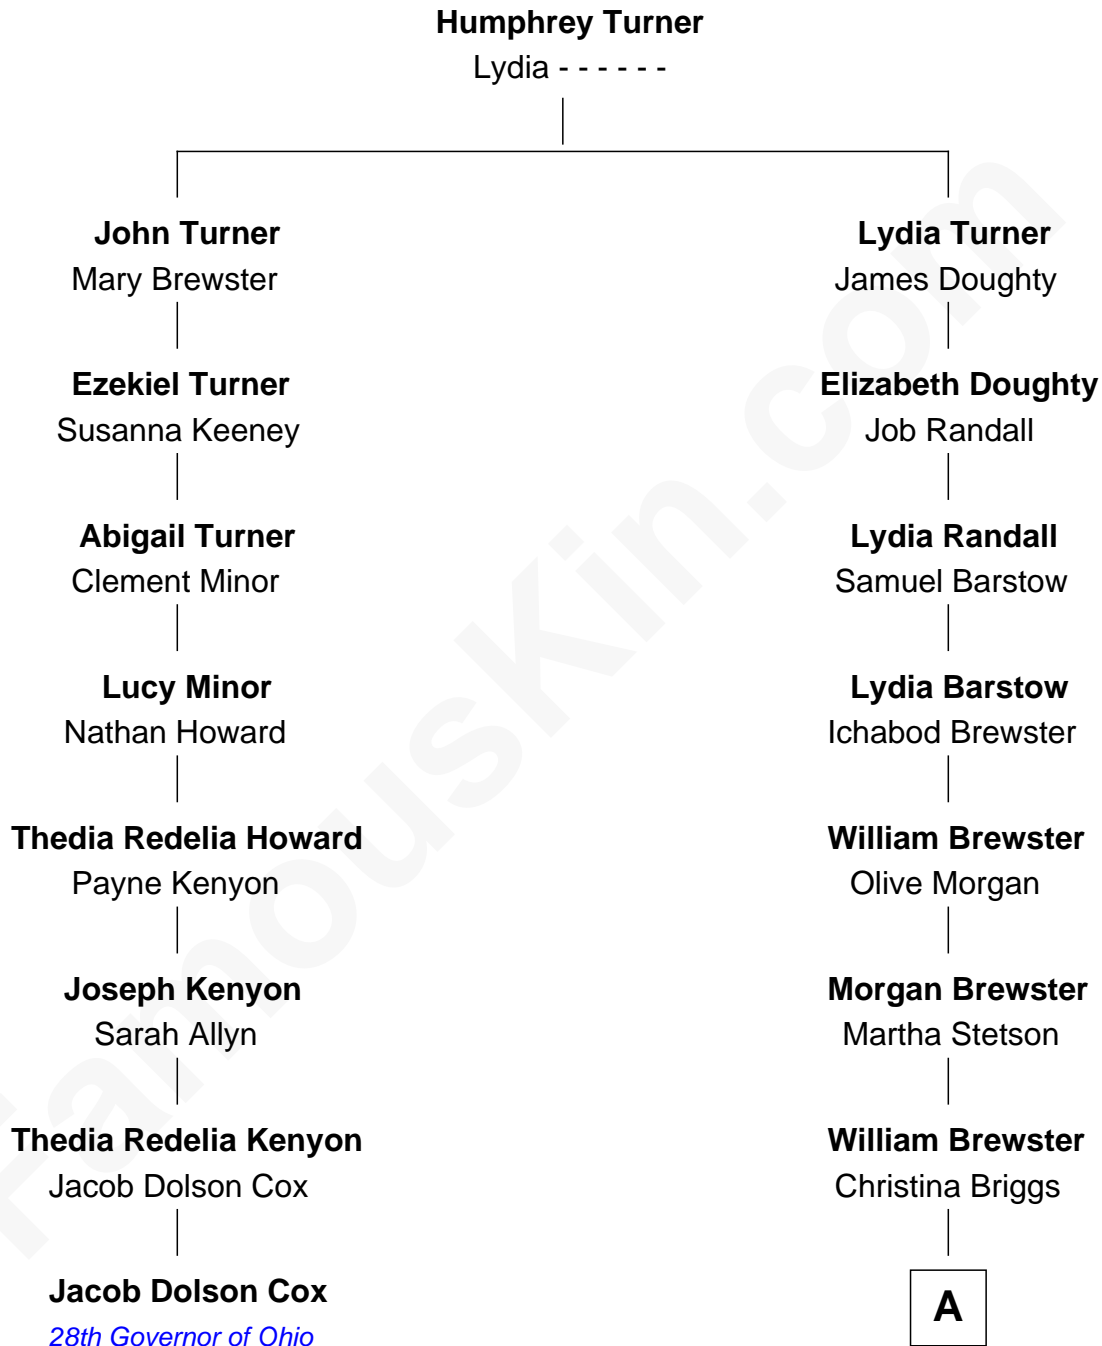 Humphrey Turner
Lydia - - - - - -
John Turner
Mary Brewster
Lydia Turner
James Doughty
Ezekiel Turner
Susanna Keeney
Elizabeth Doughty
Job Randall
Abigail Turner
Clement Minor
Lydia Randall
Samuel Barstow
Lucy Minor
Nathan Howard
Lydia Barstow
Ichabod Brewster
Thedia Redelia Howard
Payne Kenyon
William Brewster
Olive Morgan
Joseph Kenyon
Sarah Allyn
Morgan Brewster
Martha Stetson
Thedia Redelia Kenyon
Jacob Dolson Cox
William Brewster
Christina Briggs
Jacob Dolson Cox
28th Governor of Ohio
A
FamousKin.com